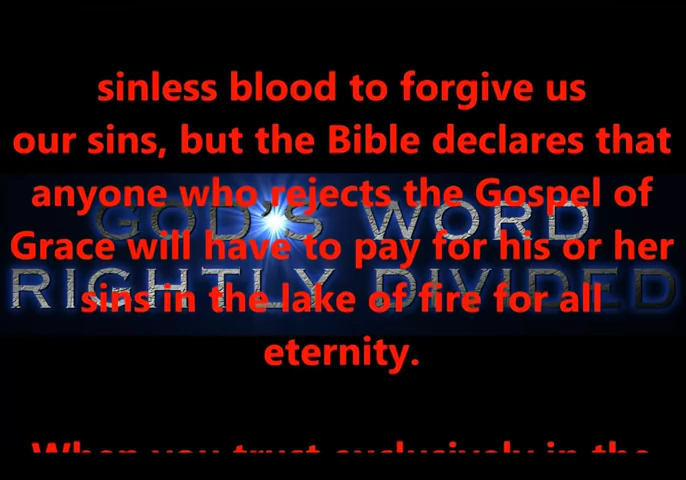 sinless blood to forgive us
our sins, but the Bible declares that
anyone who rejects the Gospel of
GOD'S WORD
Grace will have to pay for his or her
RIGHTLY DIVIDED
sins in the lake of fire for all
eternity.
When you trust exclusively in the